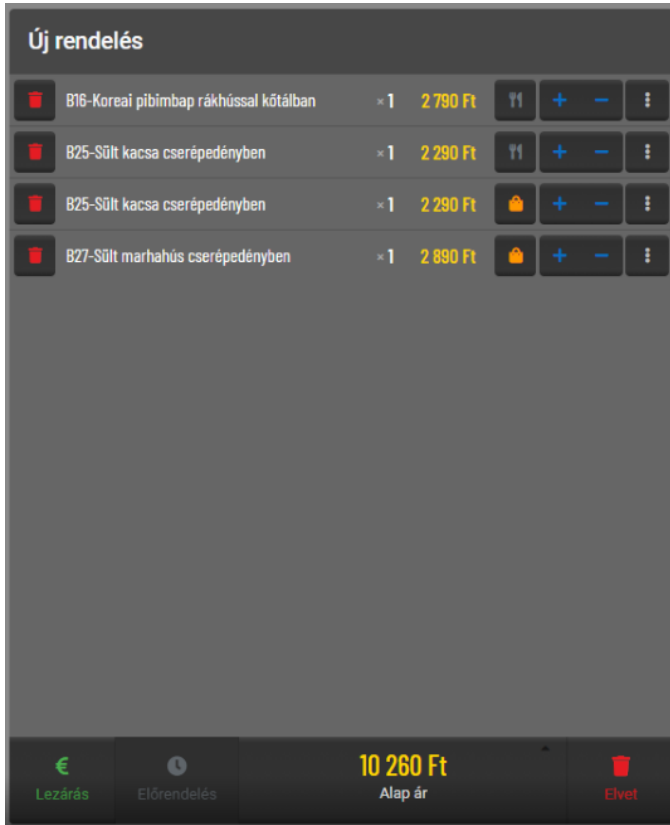 Új rendelés
B16-Koreai pibimbap rákhússal kőtálban ×1 2 790 Ft
B25-Sült kacsa cserépedényben ×1 2 290 Ft
B25-Sült kacsa cserépedényben ×1 2 290 Ft
B27-Sült marhahús cserépedényben ×1 2 890 Ft
€ 10 260 Ft
Lezárás Előrendelés Alap ár Elvet